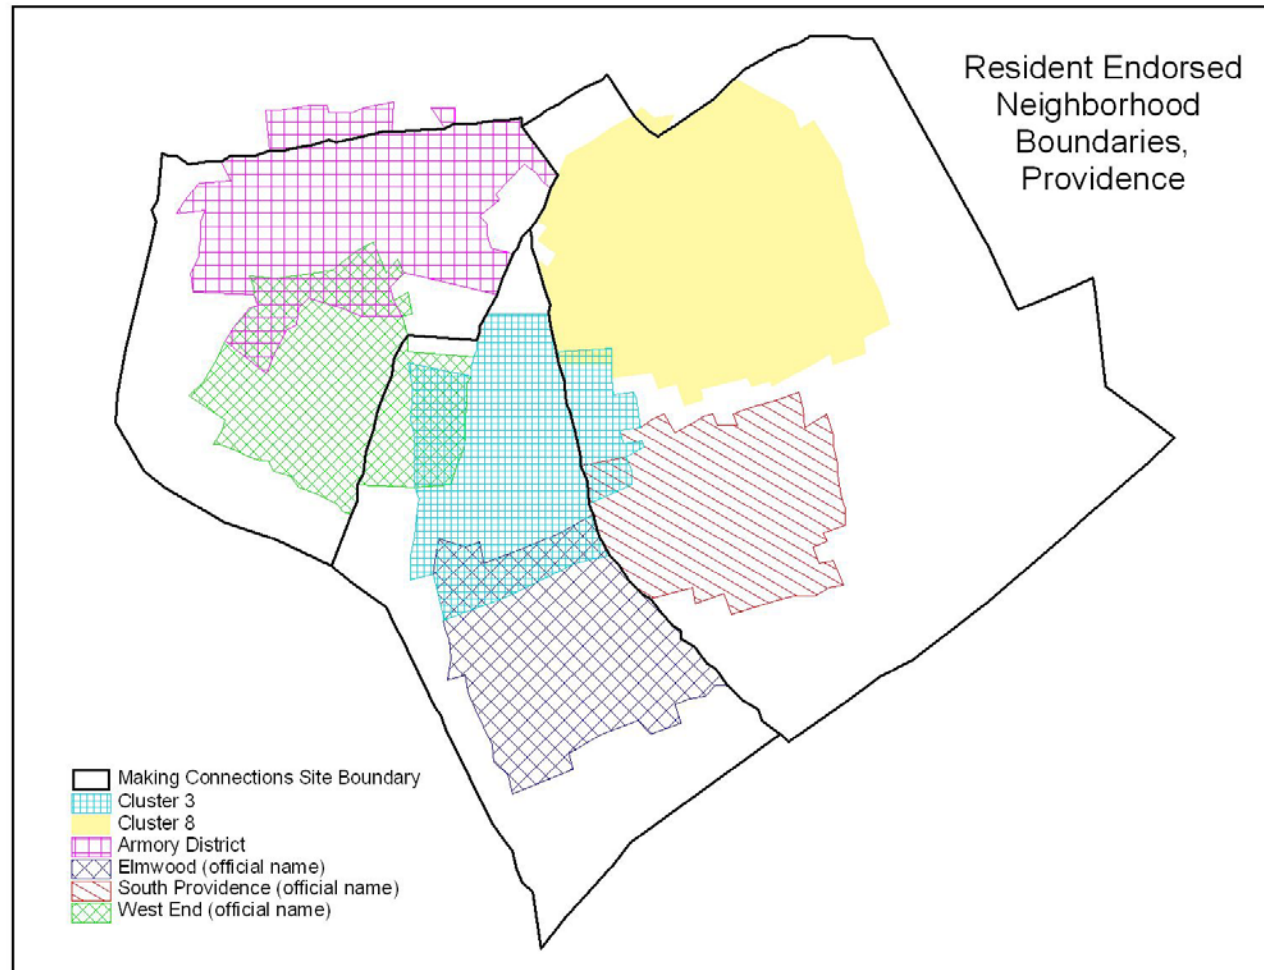 Resident Endorsed
Neighborhood
Boundaries,
Providence
Making Connections Site Boundary
Cluster 3
Cluster 8
Armory District
Elmwood (official name)
South Providence (official name)
West End (official name)